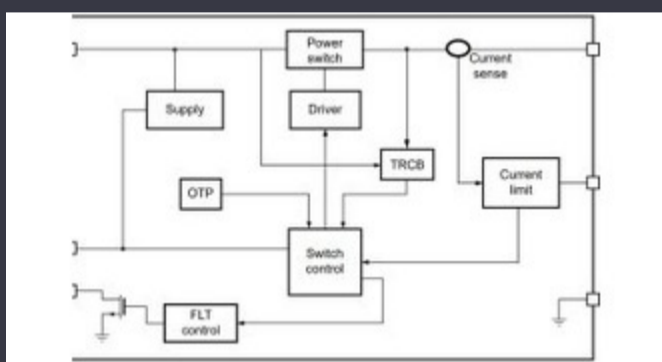 Power
switch
Current
sense
Supply
Driver
TRCB
Current
limit
OTP
Switch
control
FLT
control